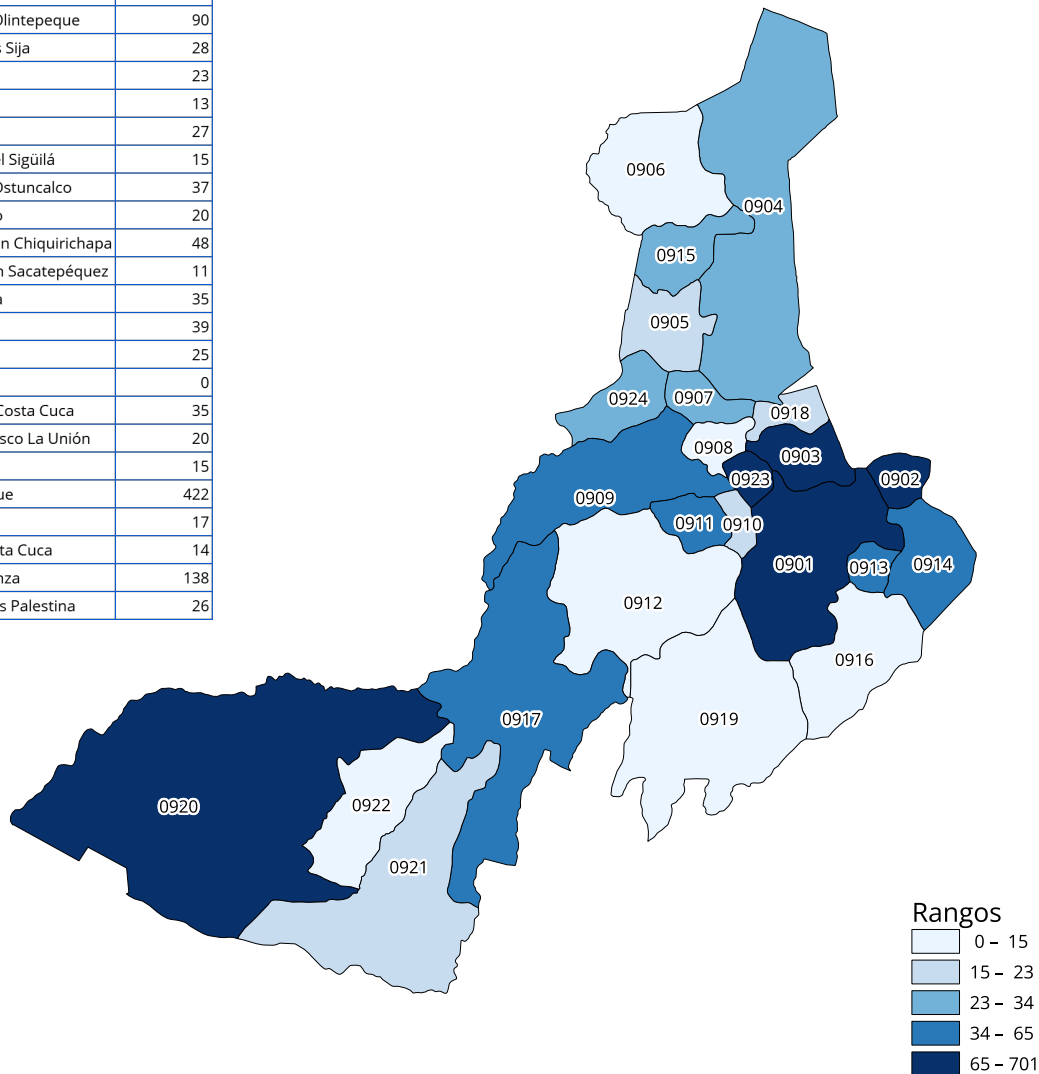 Olintepeque 90
s Sija 28
23
13
27
l Sigüilá 15
Ostuncalco 37
o 20
n Chiquirichapa 48
n Sacatepéquez 11
a 35
39
25
0
Costa Cuca 35
sco La Unión 20
15
ue 422
17
ta Cuca 14
nza 138
s Palestina 26
0906
0904
0915
0905
0924
0907
0918
0908
0903
0923
0902
0909
0911
0910
0901
0913
0914
0912
0916
0917
0919
0920
0922
0921
Rangos
0 – 15
15 – 23
23 – 34
34 – 65
65 – 701